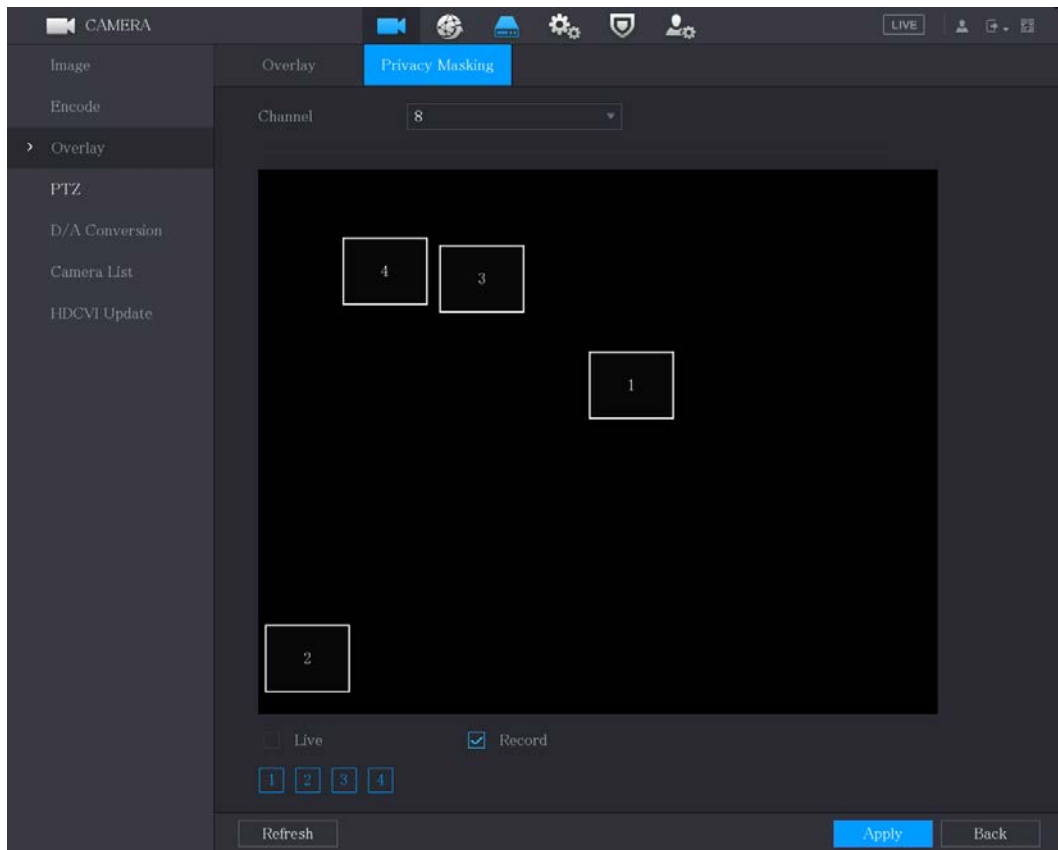 CAMERA LIVE
Image
Encode
Overlay
PTZ
D/A Conversion
Camera List
HDCVI Update
Overlay Privacy Masking
Channel 8
4 3
1
2
Live Record
1 2 3 4
Refresh Apply Back